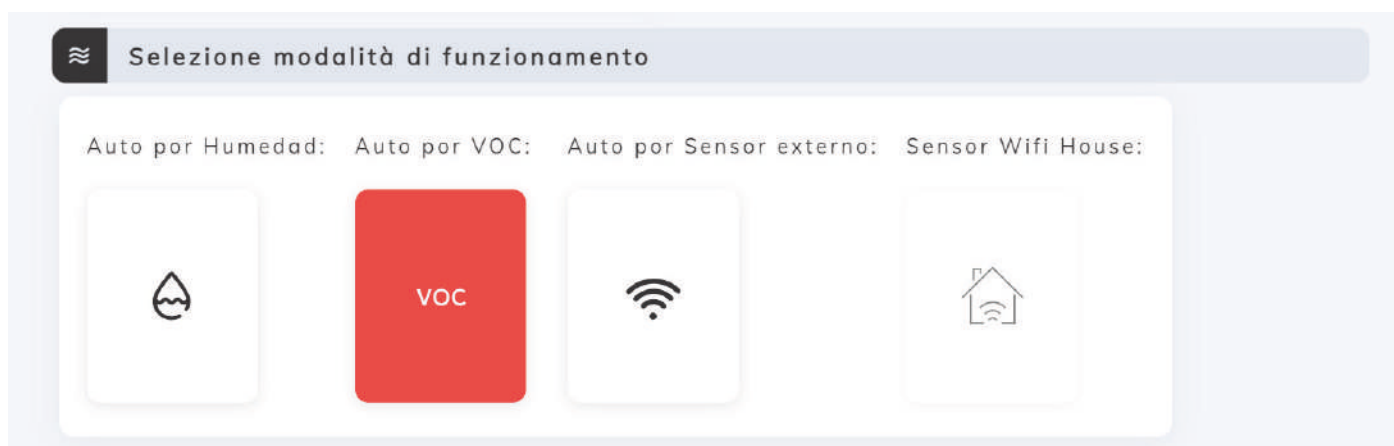 Selezione modalità di funzionamento
Auto por Humedad: Auto por VOC: Auto por Sensor externo: Sensor Wifi House:
VOC